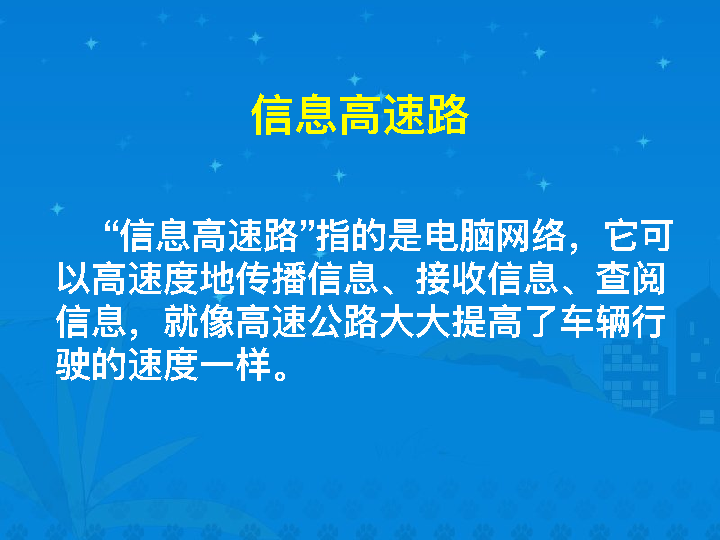 信息高速路
“信息高速路”指的是电脑网络，它可
以高速度地传播信息、接收信息、查阅
信息，就像高速公路大大提高了车辆行
驶的速度一样。